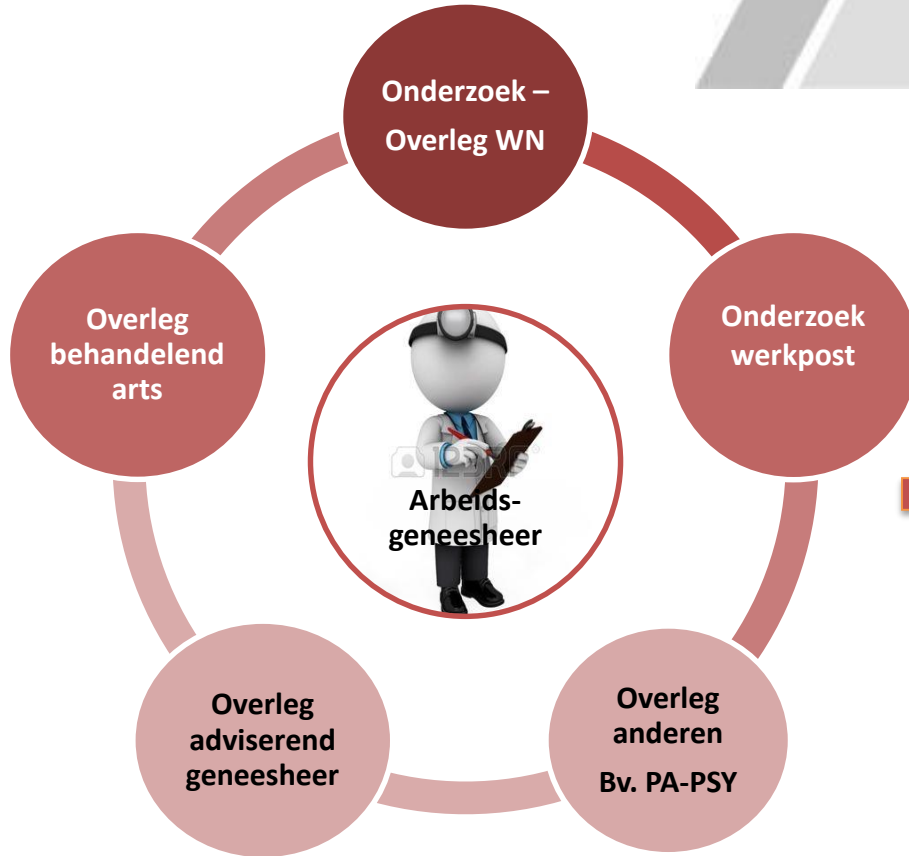 Onderzoek –
Overleg WN
Onderzoek
werkpost
Overleg
anderen
Bv. PA-PSY
Overleg
adviserend
geneesheer
Overleg
behandelend
arts
Arbeids-
geneesheer